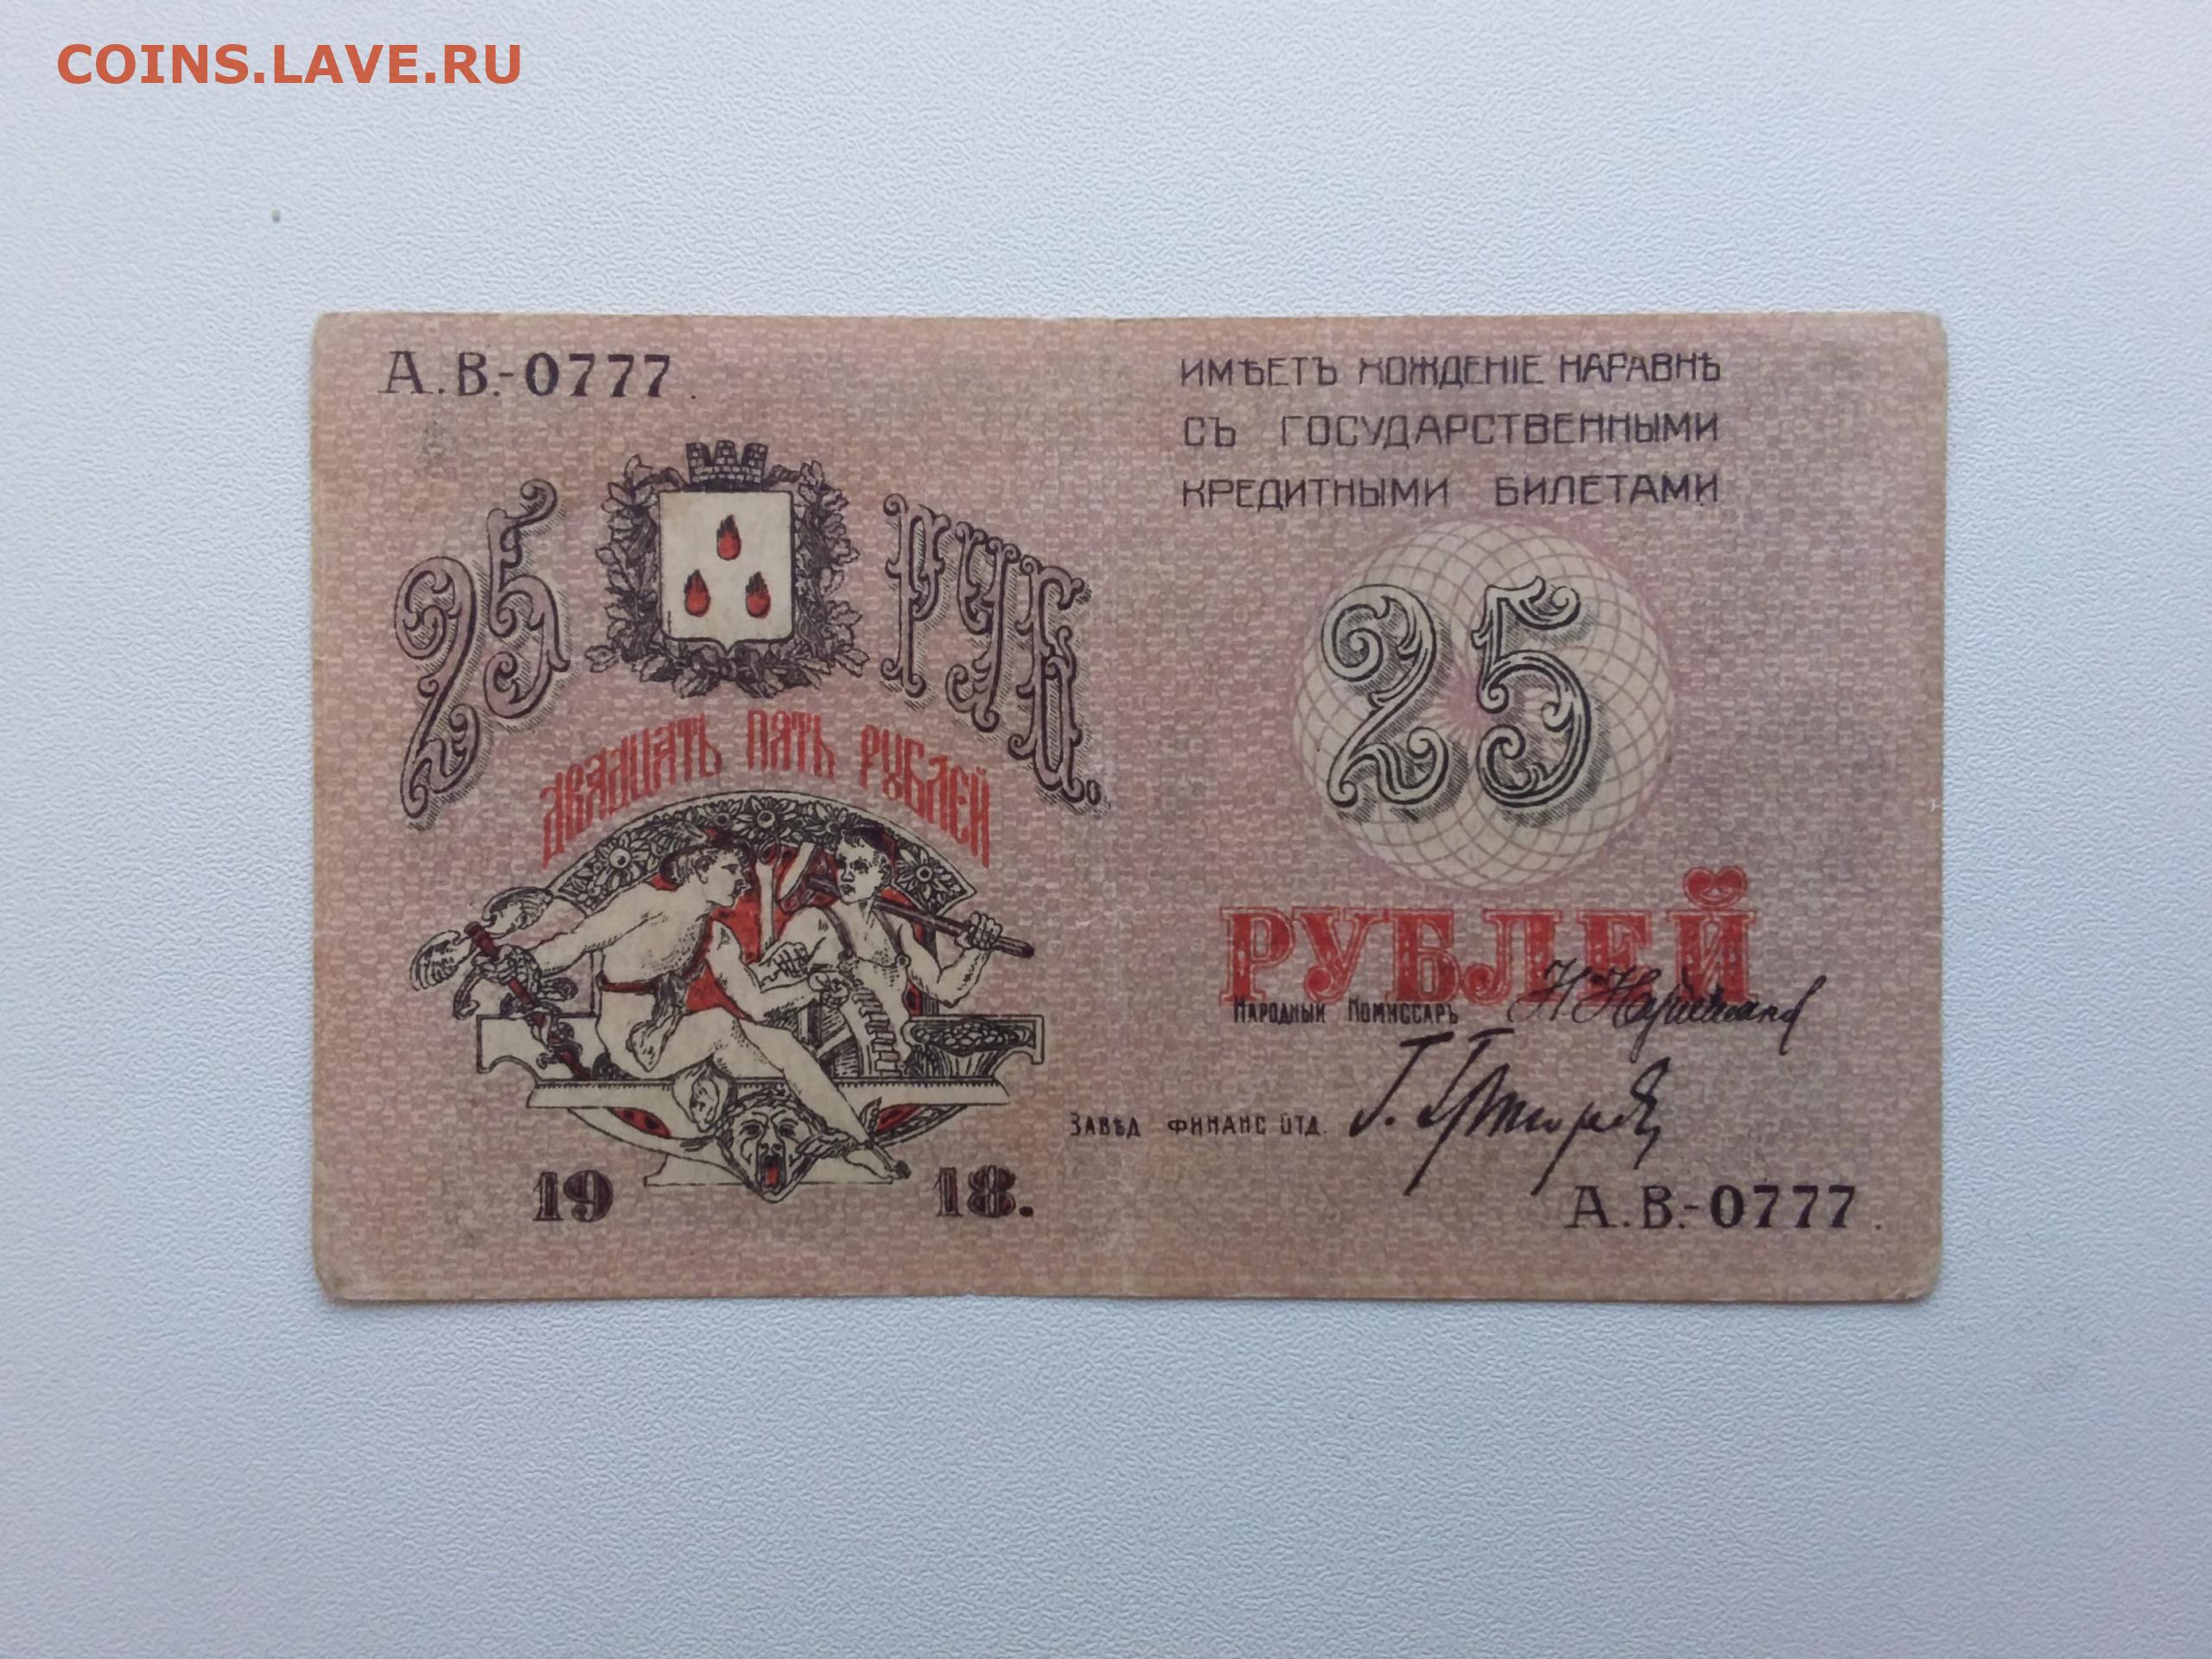 COINS.LAVE.RU
А.В.-0777.
ИМѢЕТЪ ХОЖДЕНІЕ НАРАВНѢ
СЪ ГОСУДАРСТВЕННЫМИ
КРЕДИТНЫМИ БИЛЕТАМИ
25 РУБ.
ДВАДЦАТЬ ПЯТЬ РУБЛЕЙ
25
РУБЛЕЙ
НАРОДНЫЙ КОМИССАРЪ
ЗАВѢД ФИНАНС ОТД.
1918.
А.В.-0777.